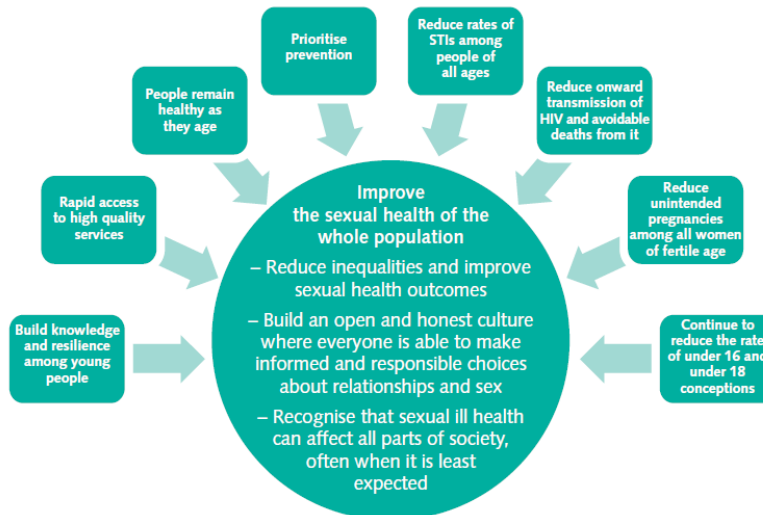 Build knowledge
and resilience
among young
people
Rapid access
to high quality
services
People remain
healthy as
they age
Prioritise
prevention
Reduce rates of
STIs among
people of
all ages
Reduce onward
transmission of
HIV and avoidable
deaths from it
Reduce
unintended
pregnancies
among all women
of fertile age
Continue to
reduce the rate
of under 16 and
under 18
conceptions
Improve
the sexual health of the
whole population
– Reduce inequalities and improve
sexual health outcomes
– Build an open and honest culture
where everyone is able to make
informed and responsible choices
about relationships and sex
– Recognise that sexual ill health
can affect all parts of society,
often when it is least
expected